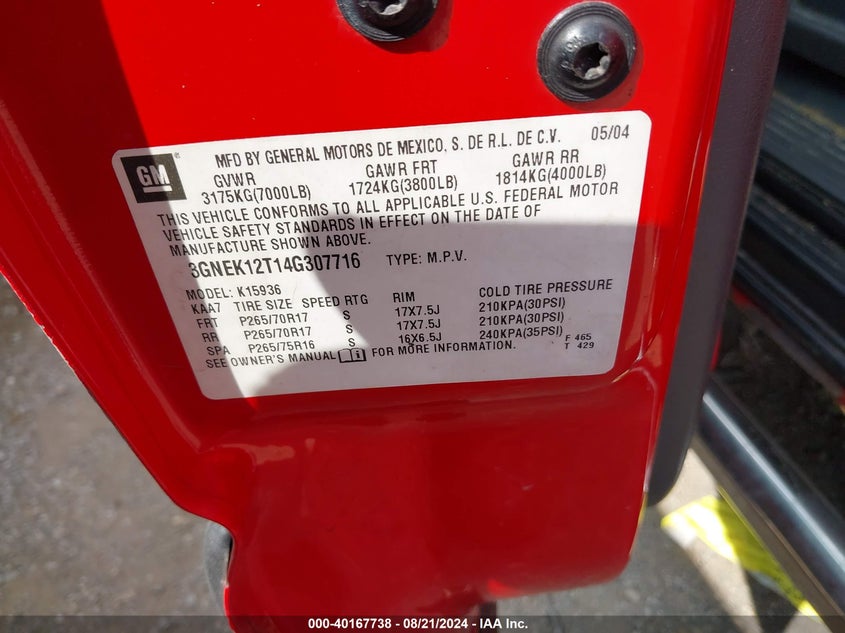 GM ®
MFD BY GENERAL MOTORS DE MEXICO, S. DE R.L. DE C.V. 05/04
GVWR GAWR FRT GAWR RR
3175KG(7000LB) 1724KG(3800LB) 1814KG(4000LB)
THIS VEHICLE CONFORMS TO ALL APPLICABLE U.S. FEDERAL MOTOR
VEHICLE SAFETY STANDARDS IN EFFECT ON THE DATE OF
MANUFACTURE SHOWN ABOVE.
3GNEK12T14G307716 TYPE: M.P.V.
MODEL: K15936
KAA7 TIRE SIZE SPEED RTG RIM COLD TIRE PRESSURE
FRT P265/70R17 S 17X7.5J 210KPA(30PSI)
RR P265/70R17 S 17X7.5J 210KPA(30PSI)
SPA P265/75R16 S 16X6.5J 240KPA(35PSI) F 465
SEE OWNER'S MANUAL FOR MORE INFORMATION. T 429
000-40167738 - 08/21/2024 - IAA Inc.